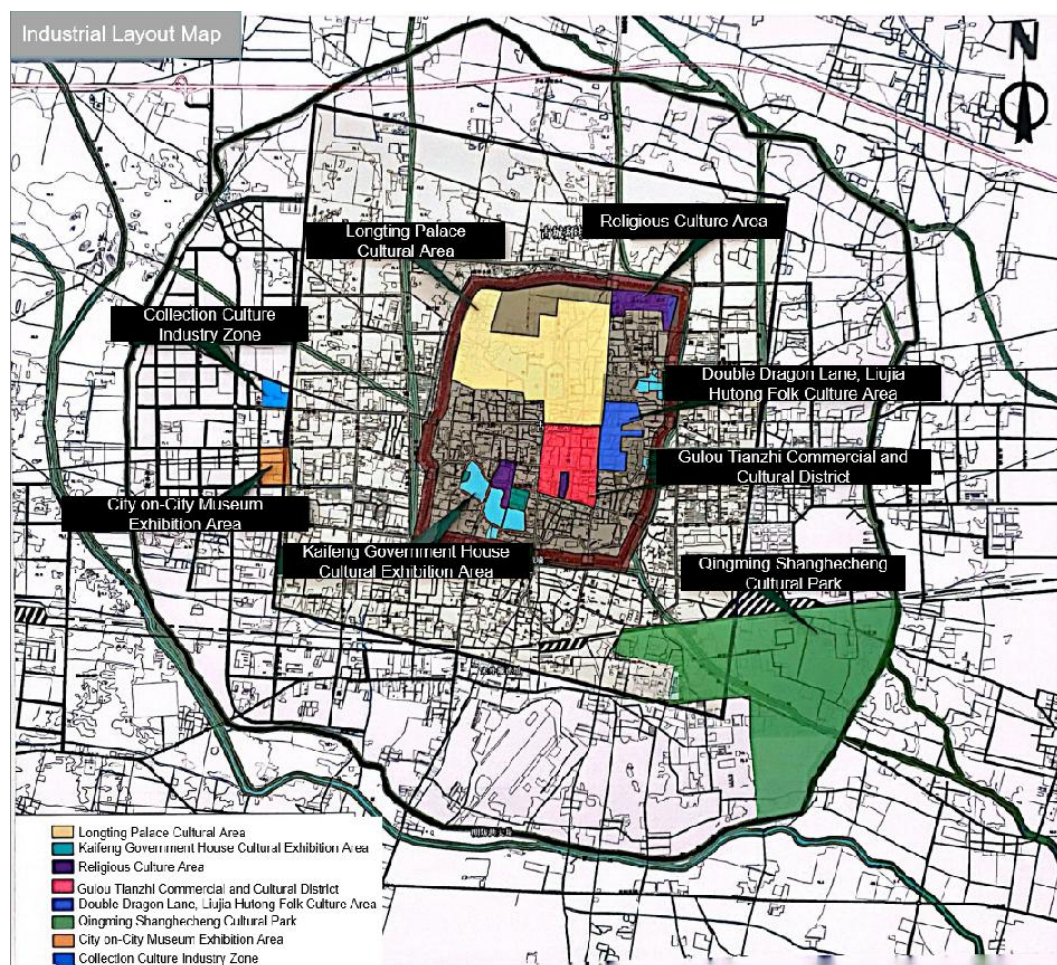 Industrial Layout Map
N
Religious Culture Area
Longting Palace
Cultural Area
Collection Culture
Industry Zone
Double Dragon Lane, Liujia
Hutong Folk Culture Area
Gulou Tianzhi Commercial and
Cultural District
City on-City Museum
Exhibition Area
Kaifeng Government House
Cultural Exhibition Area
Qingming Shanghecheng
Cultural Park
Longting Palace Cultural Area
Kaifeng Government House Cultural Exhibition Area
Religious Culture Area
Gulou Tianzhi Commercial and Cultural District
Double Dragon Lane, Liujia Hutong Folk Culture Area
Qingming Shanghecheng Cultural Park
City on-City Museum Exhibition Area
Collection Culture Industry Zone